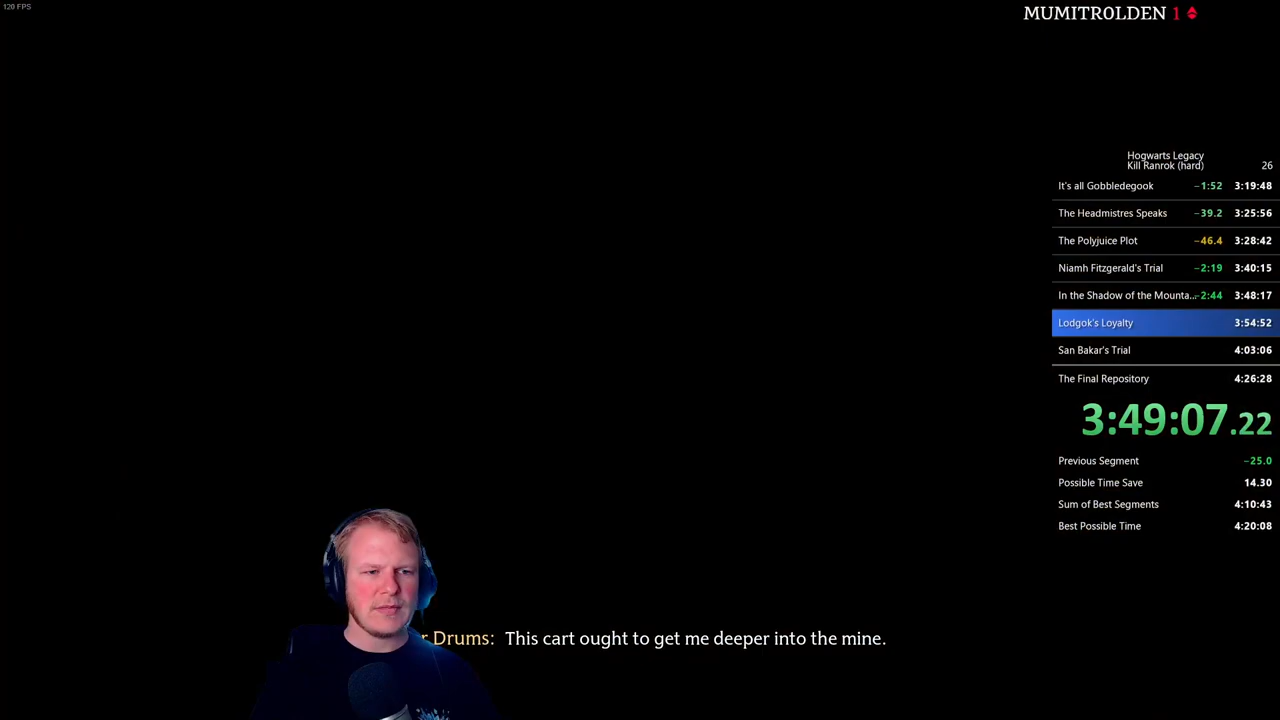 120 FPS
MUMITROLDEN 1
Hogwarts Legacy
Kill Ranrok (hard) 26
It's all Gobbledegook -1:52 3:19:48
The Headmistres Speaks -39.2 3:25:56
The Polyjuice Plot -46.4 3:28:42
Niamh Fitzgerald's Trial -2:19 3:40:15
In the Shadow of the Mounta... -2:44 3:48:17
Lodgok's Loyalty 3:54:52
San Bakar's Trial 4:03:06
The Final Repository 4:26:28
3:49:07.22
Previous Segment -25.0
Possible Time Save 14.30
Sum of Best Segments 4:10:43
Best Possible Time 4:20:08
r Drums: This cart ought to get me deeper into the mine.